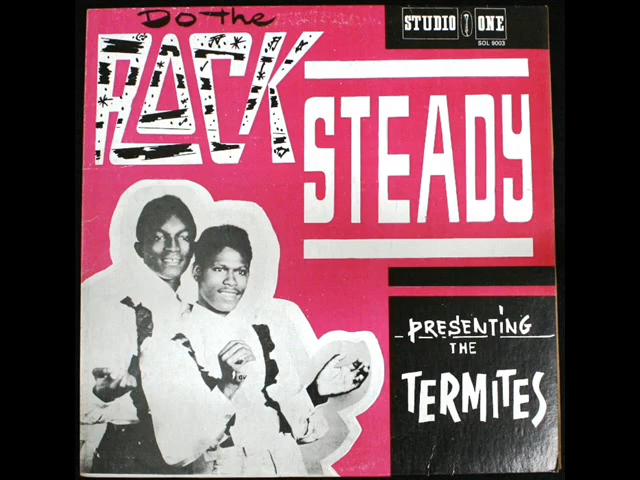 Do the
ROCK
STEADY
STUDIO ONE
SOL 9003
PRESENTING
THE
TERMITES